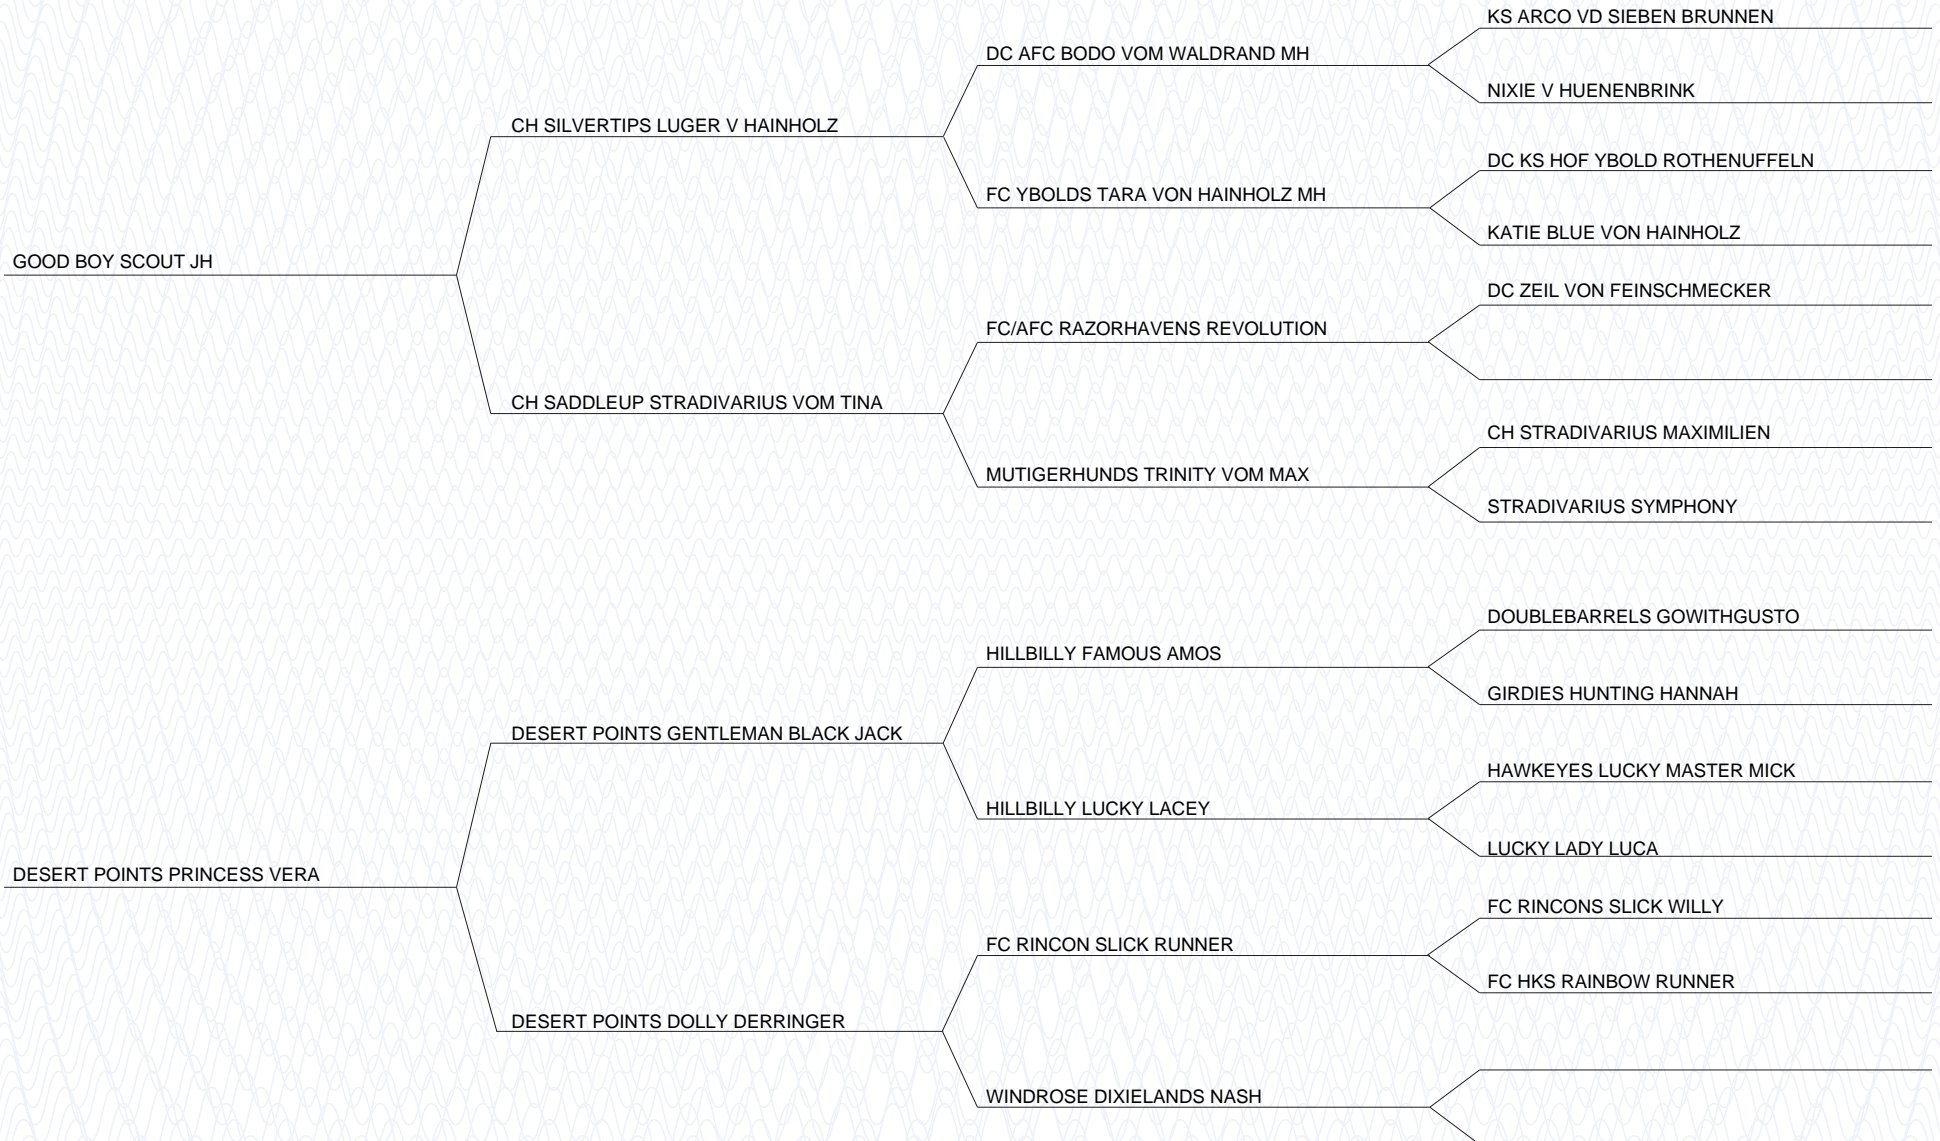 KS ARCO VD SIEBEN BRUNNEN
DC AFC BODO VOM WALDRAND MH
NIXIE V HUENENBRINK
CH SILVERTIPS LUGER V HAINHOLZ
DC KS HOF YBOLD ROTHENUFFELN
FC YBOLDS TARA VON HAINHOLZ MH
KATIE BLUE VON HAINHOLZ
GOOD BOY SCOUT JH
DC ZEIL VON FEINSCHMECKER
FC/AFC RAZORHAVENS REVOLUTION
CH SADDLEUP STRADIVARIUS VOM TINA
CH STRADIVARIUS MAXIMILIEN
MUTIGERHUNDS TRINITY VOM MAX
STRADIVARIUS SYMPHONY
DOUBLEBARRELS GOWITHGUSTO
HILLBILLY FAMOUS AMOS
GIRDIES HUNTING HANNAH
DESERT POINTS GENTLEMAN BLACK JACK
HAWKEYES LUCKY MASTER MICK
HILLBILLY LUCKY LACEY
LUCKY LADY LUCA
DESERT POINTS PRINCESS VERA
FC RINCONS SLICK WILLY
FC RINCON SLICK RUNNER
FC HKS RAINBOW RUNNER
DESERT POINTS DOLLY DERRINGER
WINDROSE DIXIELANDS NASH